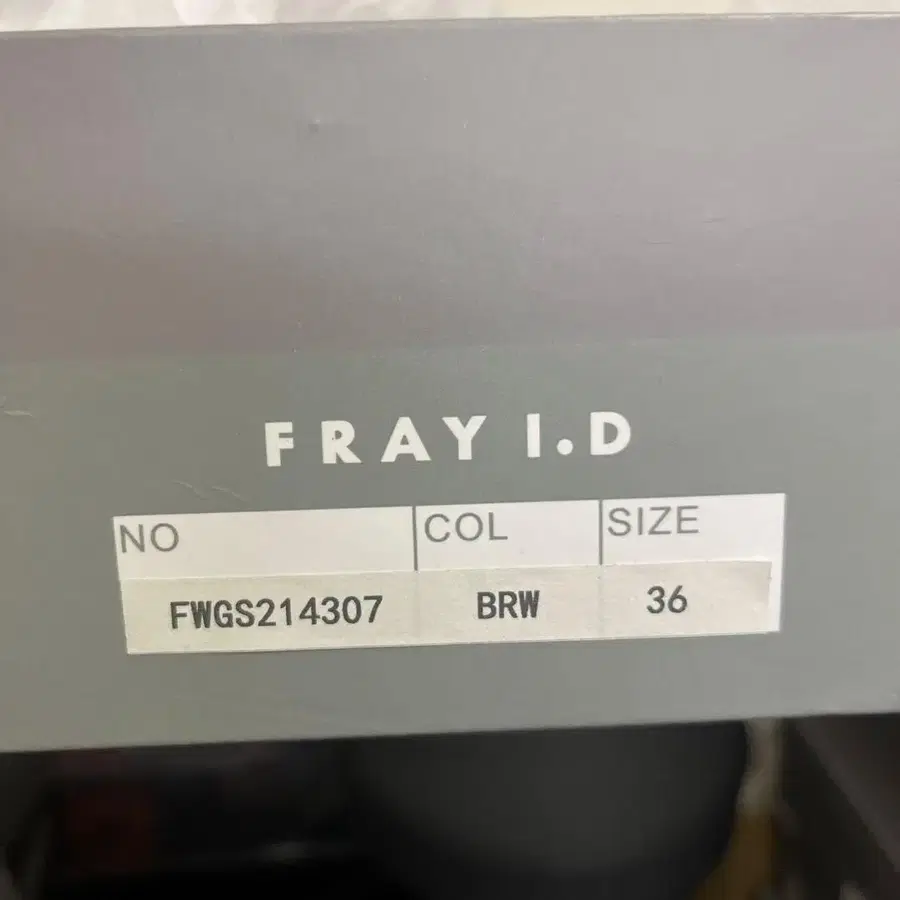 FRAY I.D
NO COL SIZE
FWGS214307 BRW 36